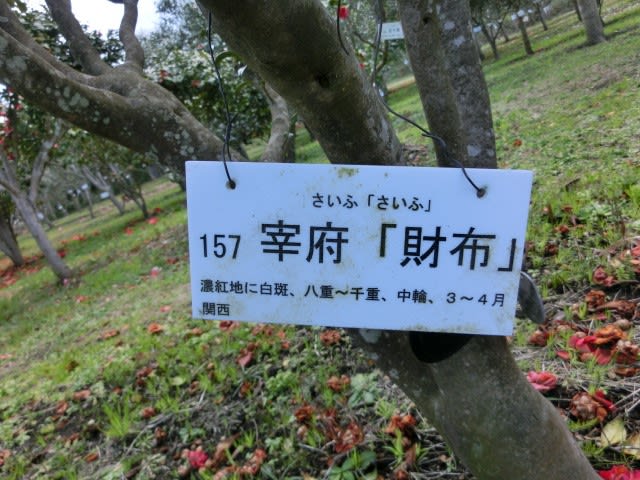 さいふ「さいふ」
157 宰府「財布」
濃紅地に白斑、八重～千重、中輪、３～４月
関西